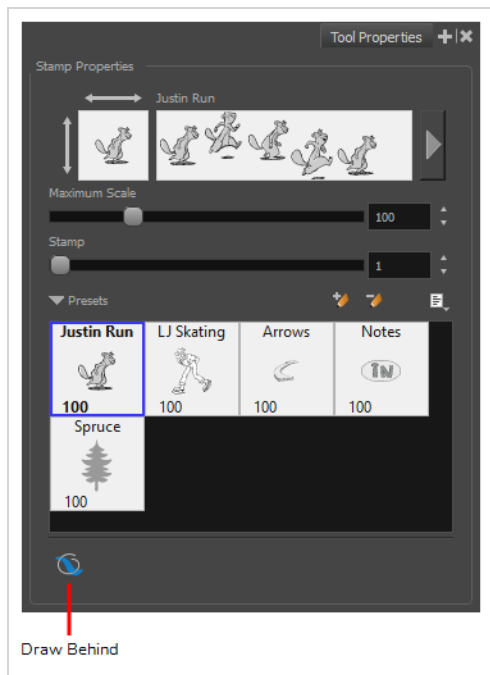 Tool Properties
Stamp Properties
Justin Run
Maximum Scale
100
Stamp
1
Presets
Justin Run LJ Skating Arrows Notes
IN
100 100 100 100
Spruce
100
Draw Behind